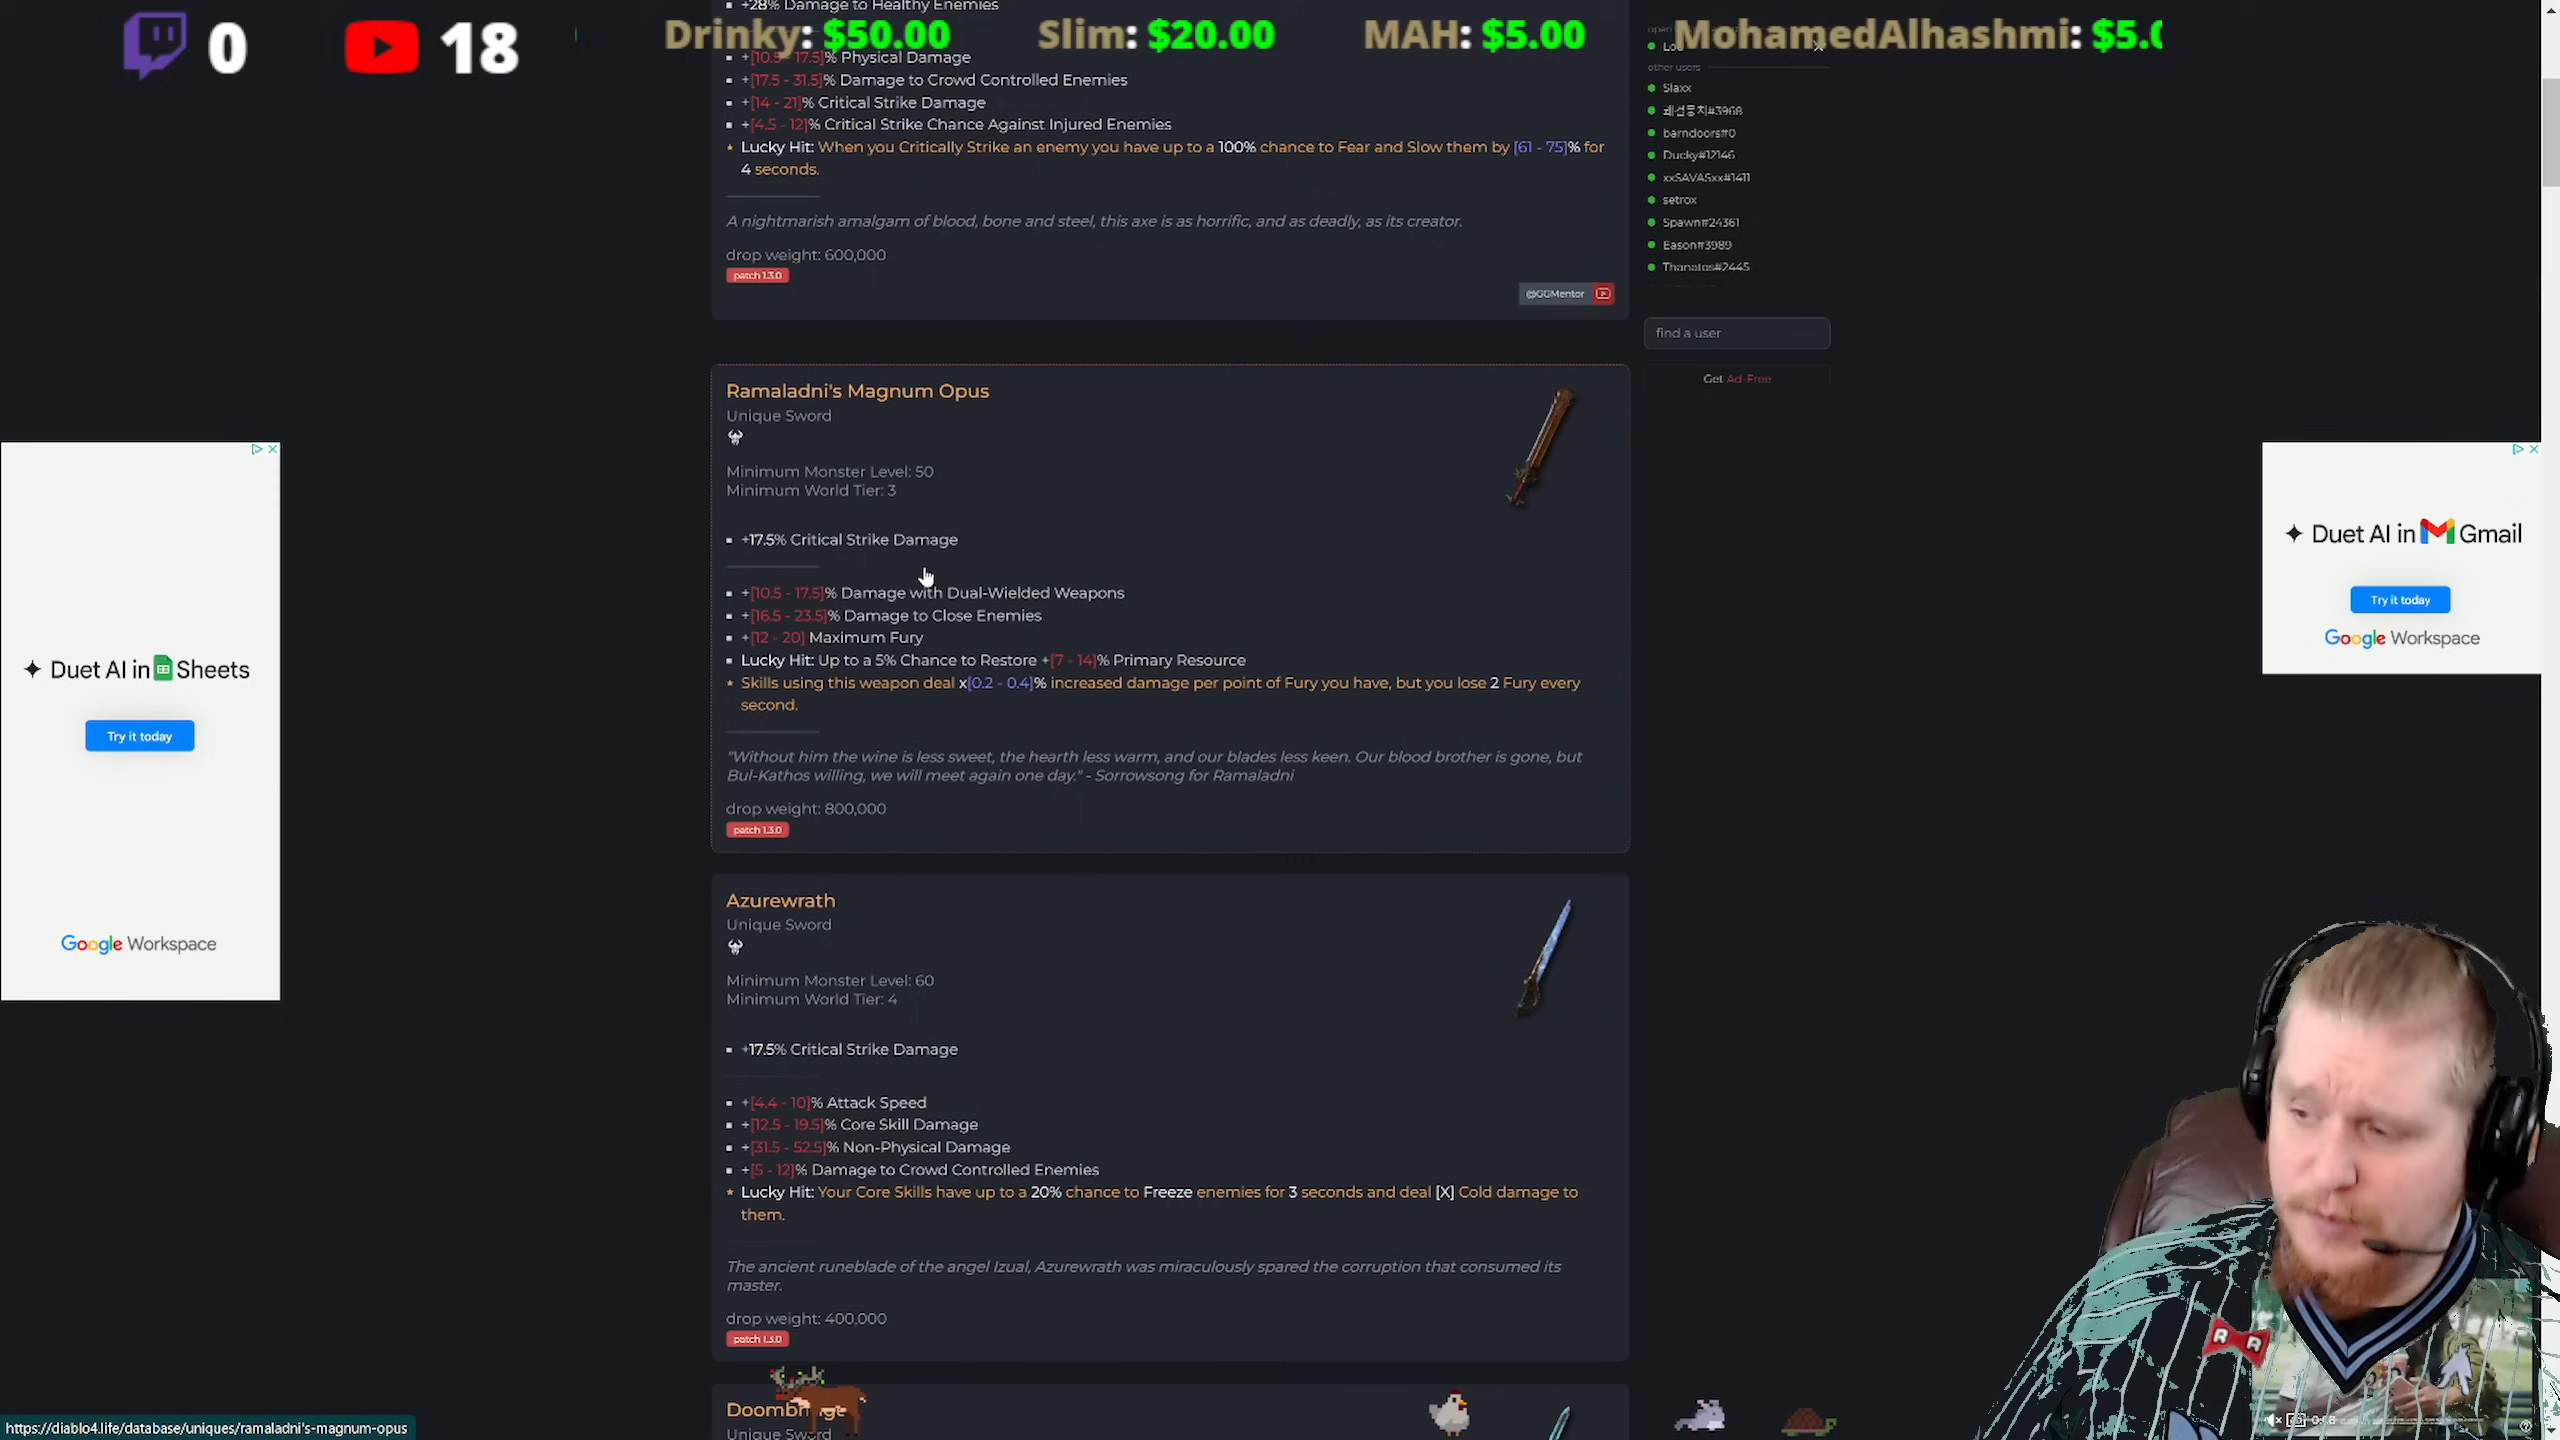 +28% Damage to Healthy Enemies
0
18
Drinky: $50.00
Slim: $20.00
MAH: $5.00
MohamedAlhashmi:
+[10.5 - 17.5]% Physical Damage
+[17.5 - 31.5]% Damage to Crowd Controlled Enemies
+[14 - 21]% Critical Strike Damage
+[4.5 - 12]% Critical Strike Chance Against Injured Enemies
Lucky Hit: When you Critically Strike an enemy you have up to a 100% chance to Fear and Slow them by [61 - 75]% for
4 seconds.
A nightmarish amalgam of blood, bone and steel, this axe is as horrific, and as deadly, as its creator.
drop weight: 600,000
patch 1.3.0
@GGMentor
other users
Slaxx
barndoors#0
Ducky#12146
xxSAVASxx#1411
setrox
Spawn#24361
Eason#3989
Thanatos#2445
find a user
Get Ad-Free
Ramaladni's Magnum Opus
Unique Sword
Minimum Monster Level: 50
Minimum World Tier: 3
+17.5% Critical Strike Damage
+[10.5 - 17.5]% Damage with Dual-Wielded Weapons
+[16.5 - 23.5]% Damage to Close Enemies
+[12 - 20] Maximum Fury
Lucky Hit: Up to a 5% Chance to Restore +[7 - 14]% Primary Resource
Skills using this weapon deal x[0.2 - 0.4]% increased damage per point of Fury you have, but you lose 2 Fury every
second.
"Without him the wine is less sweet, the hearth less warm, and our blades less keen. Our blood brother is gone, but
Bul-Kathos willing, we will meet again one day." - Sorrowsong for Ramaladni
drop weight: 800,000
patch 1.3.0
Azurewrath
Unique Sword
Minimum Monster Level: 60
Minimum World Tier: 4
+17.5% Critical Strike Damage
+[4.4 - 10]% Attack Speed
+[12.5 - 19.5]% Core Skill Damage
+[31.5 - 52.5]% Non-Physical Damage
+[5 - 12]% Damage to Crowd Controlled Enemies
Lucky Hit: Your Core Skills have up to a 20% chance to Freeze enemies for 3 seconds and deal [X] Cold damage to
them.
The ancient runeblade of the angel Izual, Azurewrath was miraculously spared the corruption that consumed its
master.
drop weight: 400,000
patch 1.3.0
Unique Sword
Duet AI in Sheets
Try it today
Google Workspace
Duet AI in Gmail
Try it today
Google Workspace
R R
https://diablo4.life/database/uniques/ramaladni's-magnum-opus